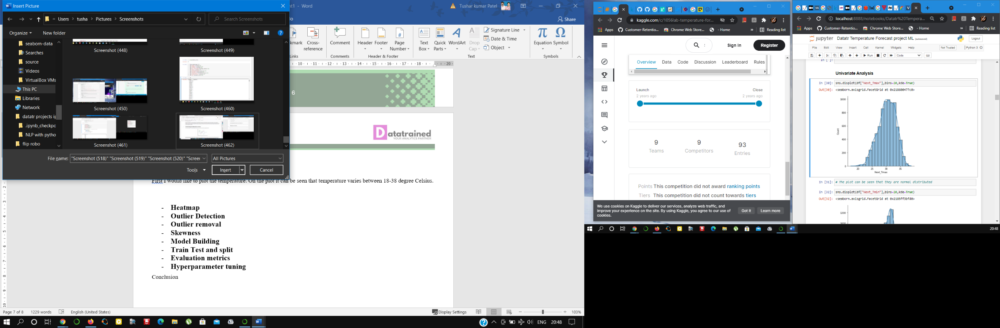 Insert Picture
Users > tusha > Pictures > Screenshots
Search Screenshots
Organize
New folder
seaborn-data
Searches
source
Videos
VirtualBox VMs
This PC
Libraries
Network
datatr projects ip
.ipynb_checkpc
NLP with pytho
flip robo
Screenshot (448)
Screenshot (449)
Screenshot (450)
Screenshot (460)
Screenshot (461)
Screenshot (462)
File name: "Screenshot (518)" "Screenshot (519)" "Screenshot (520)" "Screer
All Pictures
Tools
Insert
Cancel
nt1 - Word
Tushar kumar Patel
Share
kmark
Cross-reference
Links
Comment
Comments
Header
Footer
Page Number
Header & Footer
Text Box
Quick Parts
WordArt
Drop Cap
Signature Line
Date & Time
Object
Text
Equation
Symbol
Symbols
6
Datatrained
YOUR ANALYTICS PARTNER
First I would like to plot the temperature. On the plot it can be seen that temperature varies between 18-38 degree Celsius.
- Heatmap
- Outlier Detection
- Outlier removal
- Skewness
- Model Building
- Train Test and split
- Evaluation metrics
- Hyperparameter tuning
Conclusion
Page 7 of 8
1229 words
English (United States)
Display Settings
103%
ENG
20:48
kaggle.com/c/1056lab-temperature-for...
Apps
Customer-Retentio...
Chrome Web Store...
- Home
Reading list
Sign In
Register
Overview
Data
Code
Discussion
Leaderboard
Rules
Launch
2 years ago
Close
2 years ago
9
Teams
9
Competitors
93
Entries
Points This competition did not award ranking points
Tiers This competition did not count towards tiers
We use cookies on Kaggle to deliver our services, analyze web traffic, and
improve your experience on the site. By using Kaggle, you agree to our use of
cookies.
Got it
Learn more
localhost:8888/notebooks/Datatr%20Tempera...
Apps
Customer-Retentio...
Chrome Web Store...
- Home
Reading list
jupyter
Datatr Temperature Forecast project ML (autosaved)
Logout
File
Edit
View
Insert
Cell
Kernel
Widgets
Help
Not Trusted
Python 3
Run
Code
In [ ]:
Univariate Analysis
In [30]: sns.displot(df["Next_Tmax"],bins=20,kde=True)
Out[30]: <seaborn.axisgrid.FacetGrid at 0x218600477c0>
1000
800
600
400
200
0
Count
20
25
30
35
Next_Tmax
In [31]: # The plot can be seen that they are normal distributed
In [32]: sns.displot(df["Next_Tmin"],bins=20,kde=True)
Out[32]: <seaborn.axisgrid.FacetGrid at 0x2185ff3bfd0>
1200
1000
20:48